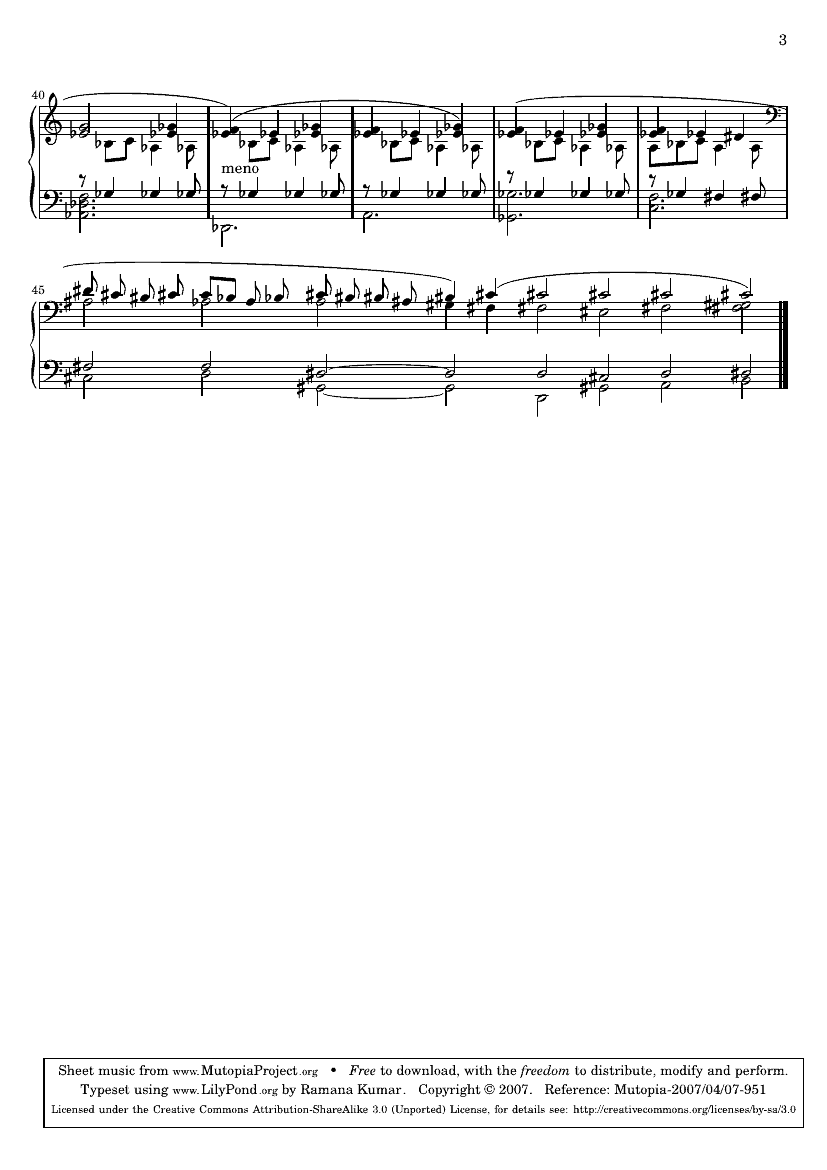 3
40
meno
45
Sheet music from www.MutopiaProject.org • Free to download, with the freedom to distribute, modify and perform.
Typeset using www.LilyPond.org by Ramana Kumar. Copyright © 2007. Reference: Mutopia-2007/04/07-951
Licensed under the Creative Commons Attribution-ShareAlike 3.0 (Unported) License, for details see: http://creativecommons.org/licenses/by-sa/3.0